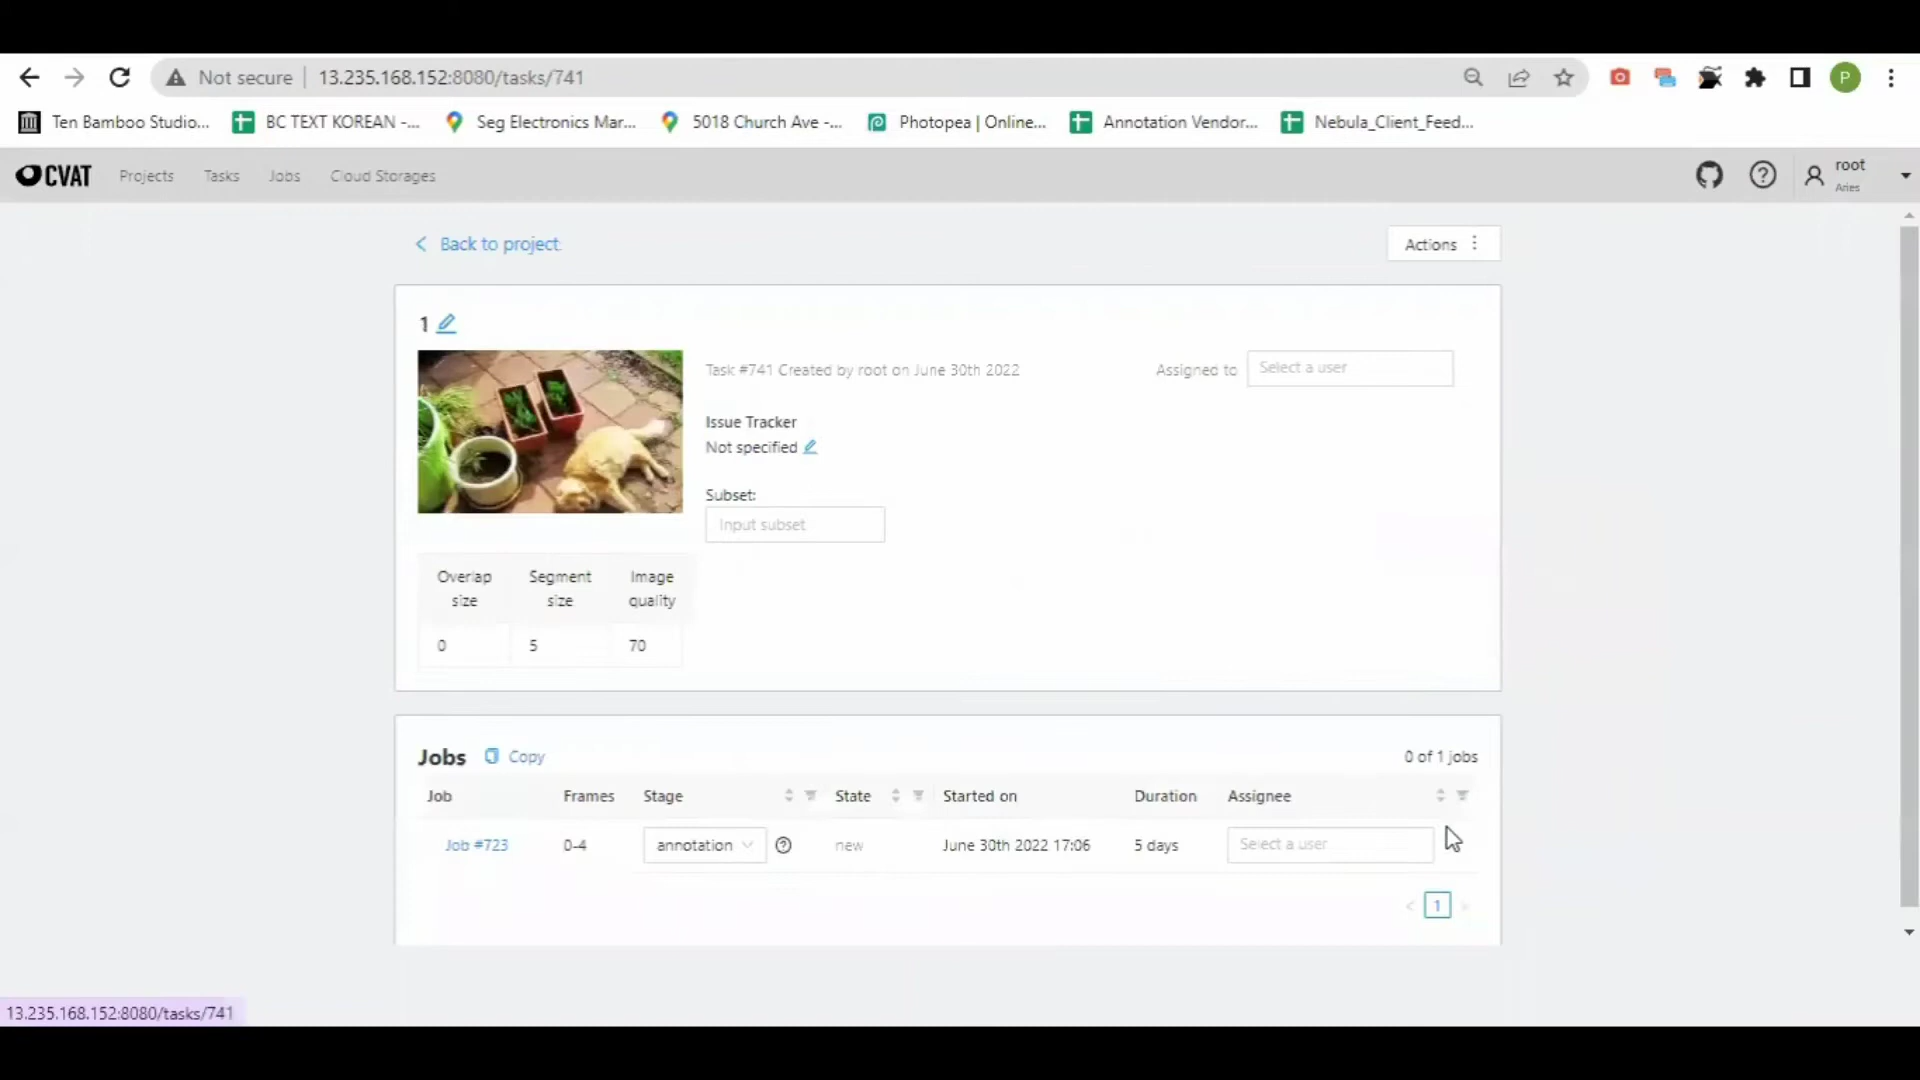 Not secure 13.235.168.152:8080/tasks/741
Ten Bamboo Studio... BC TEXT KOREAN -... Seg Electronics Mar... 5018 Church Ave -... Photopea | Online... Annotation Vendor... Nebula_Client_Feed...
P
CVAT Projects Tasks Jobs Cloud Storages root
Aries
Back to project Actions
1
Task #741 Created by root on June 30th 2022 Assigned to Select a user
Issue Tracker
Not specified
Subset:
Input subset
Overlap size Segment size Image quality
0 5 70
Jobs Copy 0 of 1 jobs
Job Frames Stage State Started on Duration Assignee
Job #723 0-4 annotation new June 30th 2022 17:06 5 days Select a user
< 1 >
13.235.168.152:8080/tasks/741